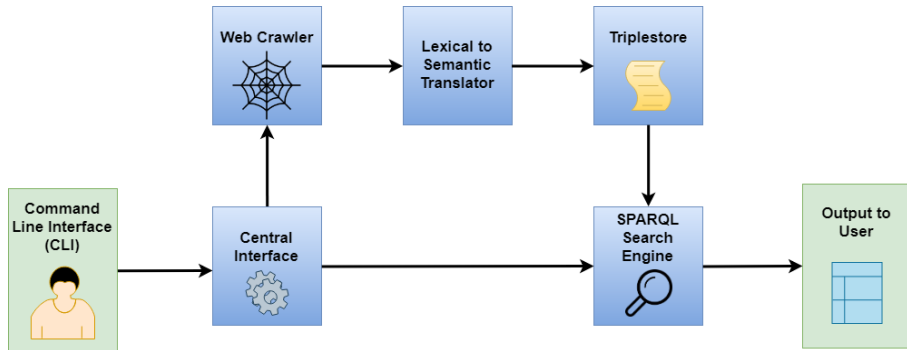 Web Crawler
Lexical to
Semantic
Translator
Triplestore
Command
Line Interface
(CLI)
Central
Interface
SPARQL
Search
Engine
Output to
User